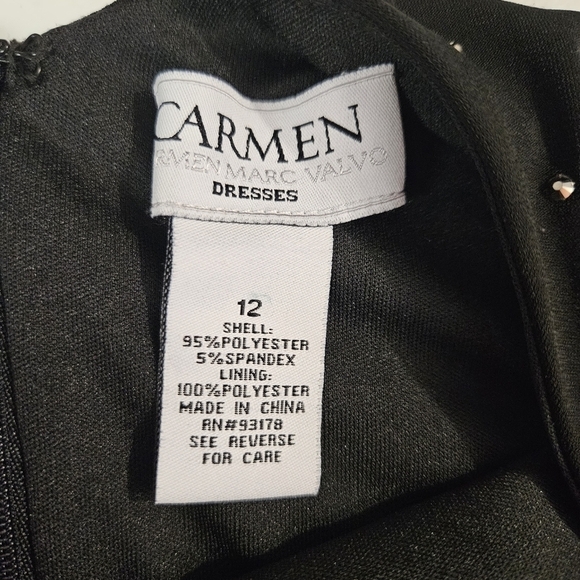 CARMEN
RMEN MARC VALVO
DRESSES
12
SHELL:
95%POLYESTER
5%SPANDEX
LINING:
100%POLYESTER
MADE IN CHINA
RN#93178
SEE REVERSE
FOR CARE